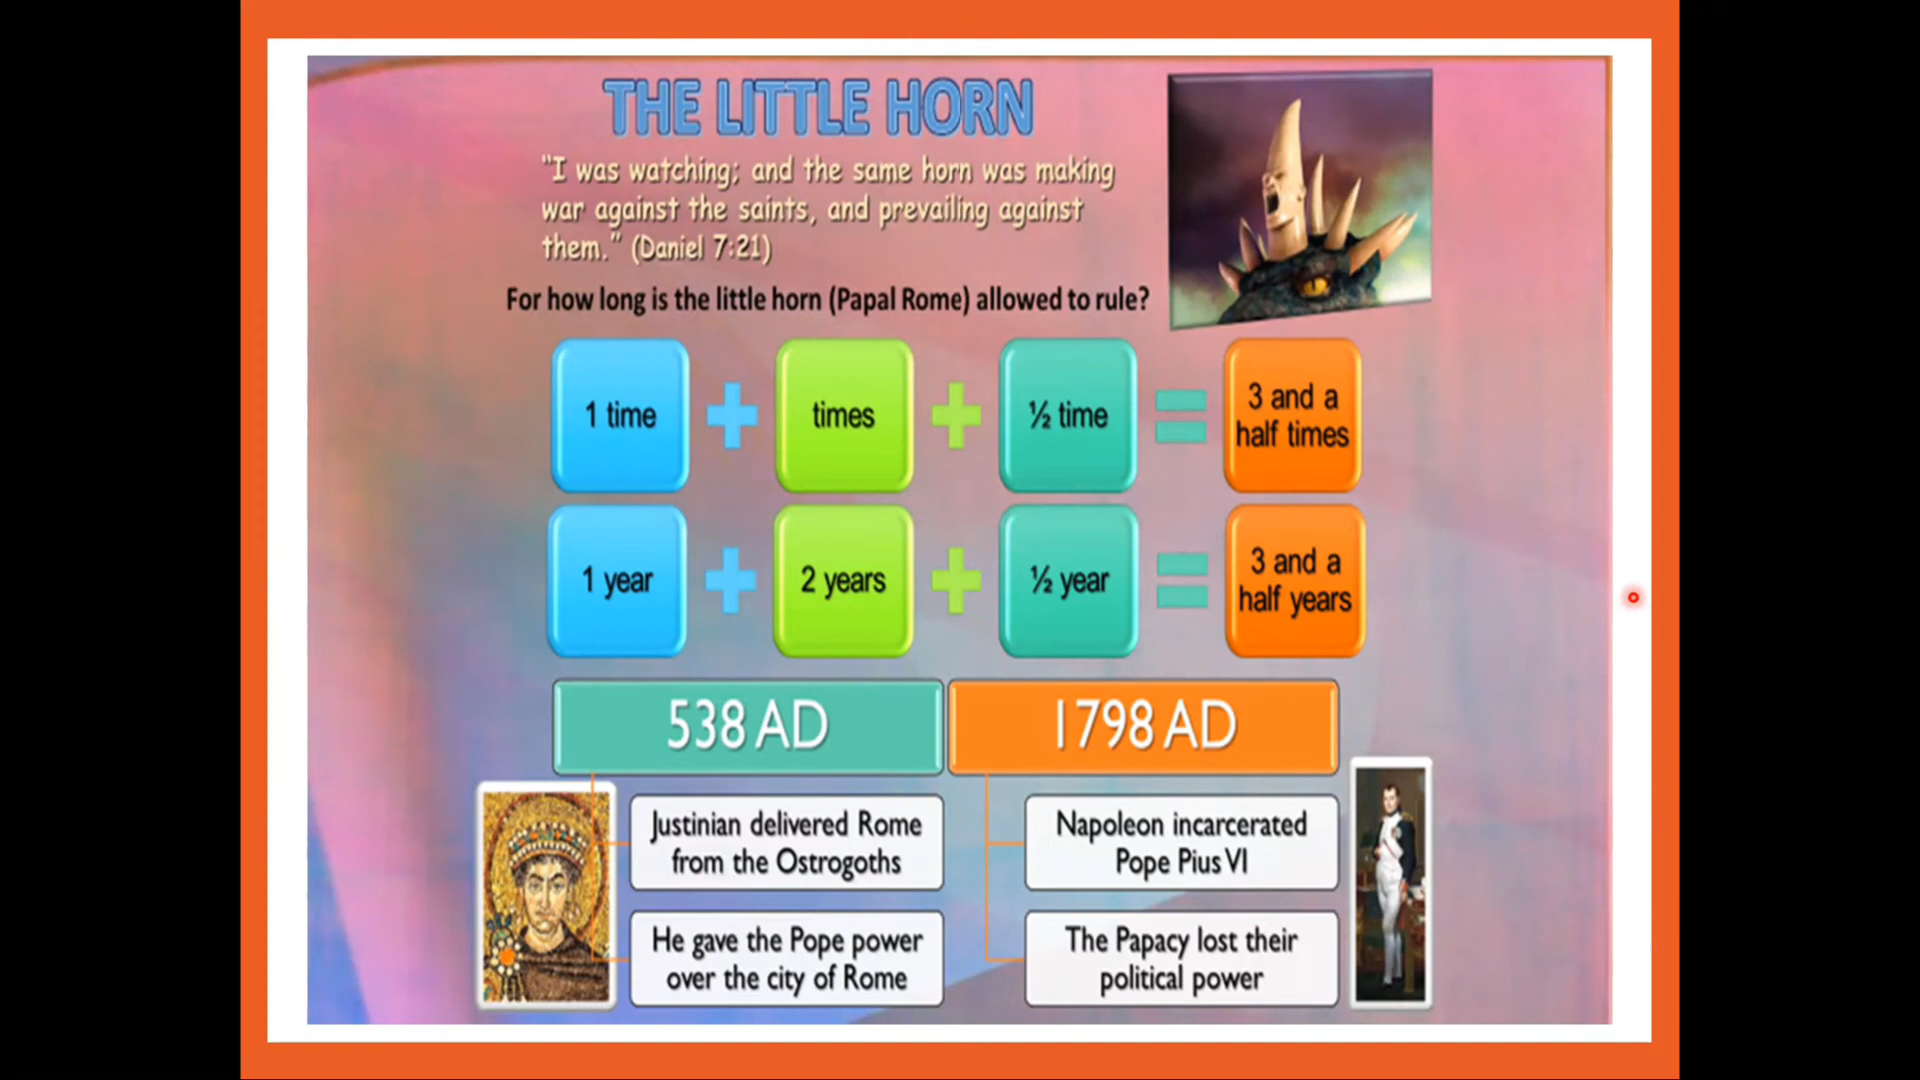 THE LITTLE HORN
"I was watching; and the same horn was making
war against the saints, and prevailing against
them." (Daniel 7:21)
For how long is the little horn (Papal Rome) allowed to rule?
1 time
times
½ time
3 and a
half times
1 year
2 years
½ year
3 and a
half years
538 AD
1798 AD
Justinian delivered Rome
from the Ostrogoths
Napoleon incarcerated
Pope Pius VI
He gave the Pope power
over the city of Rome
The Papacy lost their
political power